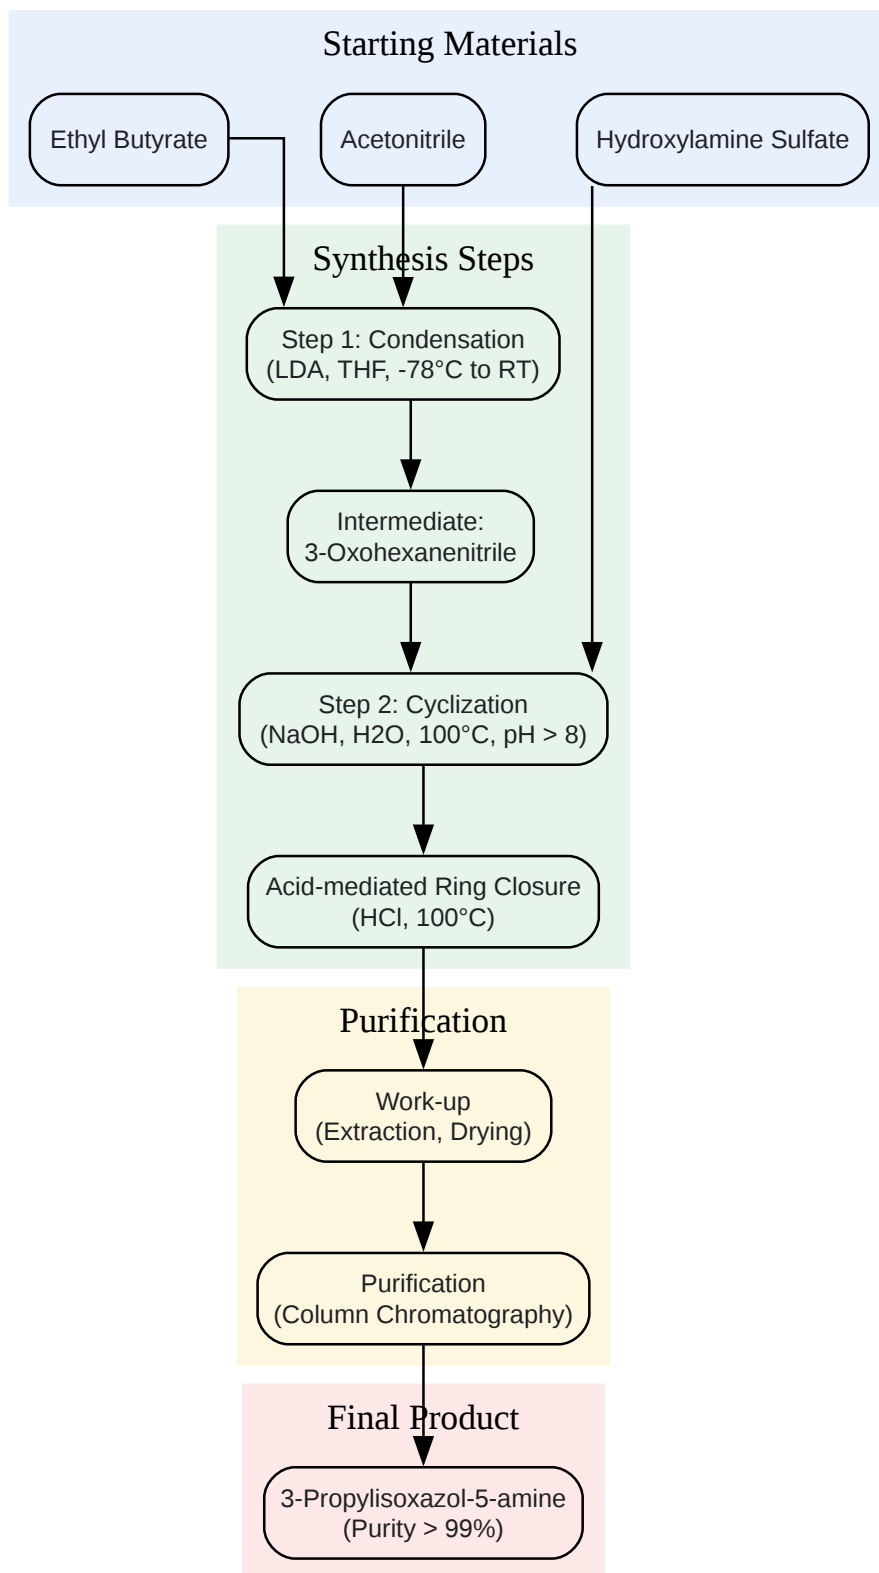 Starting Materials
Ethyl Butyrate
Acetonitrile
Hydroxylamine Sulfate
Synthesis Steps
Step 1: Condensation
(LDA, THF, -78°C to RT)
Intermediate:
3-Oxohexanenitrile
Step 2: Cyclization
(NaOH, H2O, 100°C, pH > 8)
Acid-mediated Ring Closure
(HCl, 100°C)
Purification
Work-up
(Extraction, Drying)
Purification
(Column Chromatography)
Final Product
3-Propylisoxazol-5-amine
(Purity > 99%)